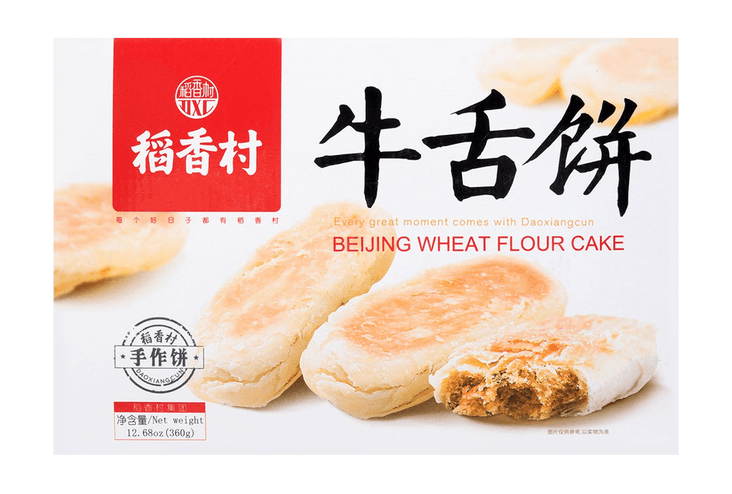 稻香村
DXC
稻香村
每个好日子都有稻香村
牛舌饼
Every great moment comes with Daoxiangcun
BEIJING WHEAT FLOUR CAKE
稻香村
手作饼
DAOXIANGCUN
稻香村集团
净含量/Net weight
12.68oz(360g)
图片仅供参考,以实物为准